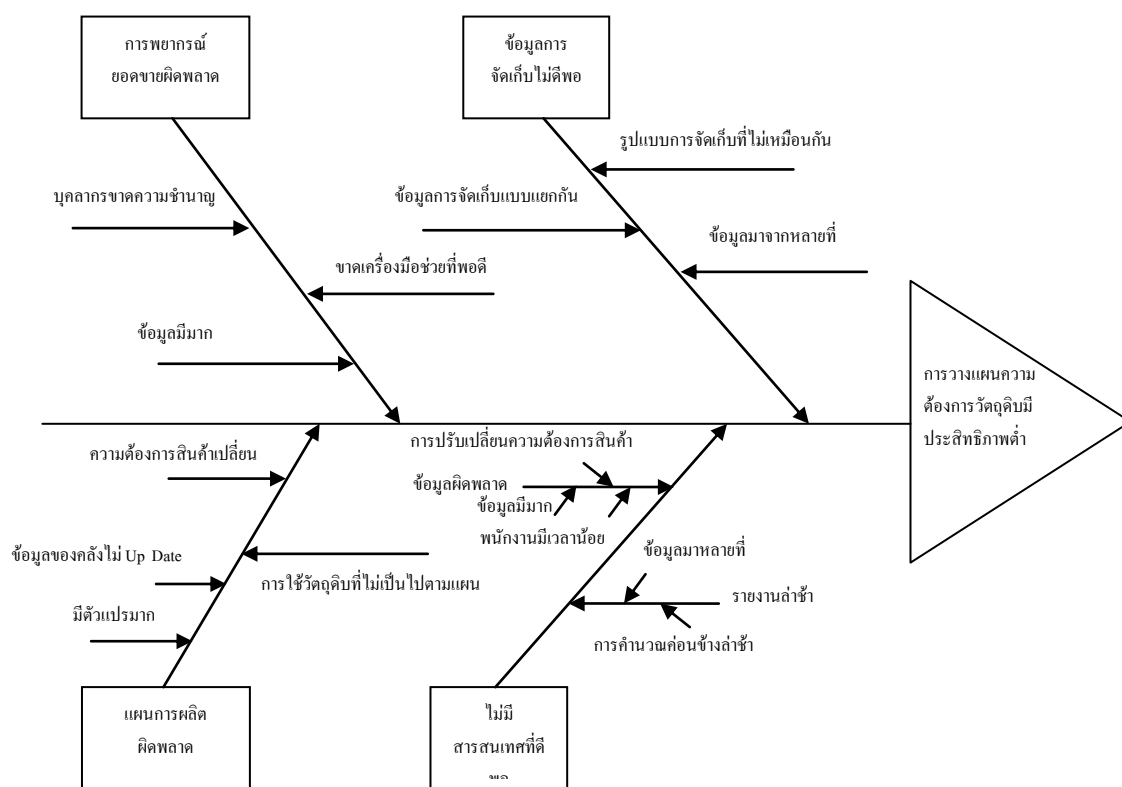 การพยากรณ์
ยอดขายผิดพลาด
ข้อมูลการ
จัดเก็บไม่ดีพอ
รูปแบบการจัดเก็บที่ไม่เหมือนกัน
บุคลากรขาดความชำนาญ
ข้อมูลการจัดเก็บแบบแยกกัน
ข้อมูลมาจากหลายที่
ขาดเครื่องมือช่วยที่พอดี
ข้อมูลมีมาก
การวางแผนความ
ต้องการวัตถุดิบมี
ประสิทธิภาพต่ำ
การปรับเปลี่ยนความต้องการสินค้า
ความต้องการสินค้าเปลี่ยน
ข้อมูลผิดพลาด
ข้อมูลมีมาก
พนักงานมีเวลาน้อย
ข้อมูลของคลังไม่ Up Date
ข้อมูลมาหลายที่
การใช้วัตถุดิบที่ไม่เป็นไปตามแผน
รายงานล่าช้า
มีตัวแปรมาก
การคำนวณค่อนข้างล่าช้า
แผนการผลิต
ผิดพลาด
ไม่มี
สารสนเทศที่ดี
พอ